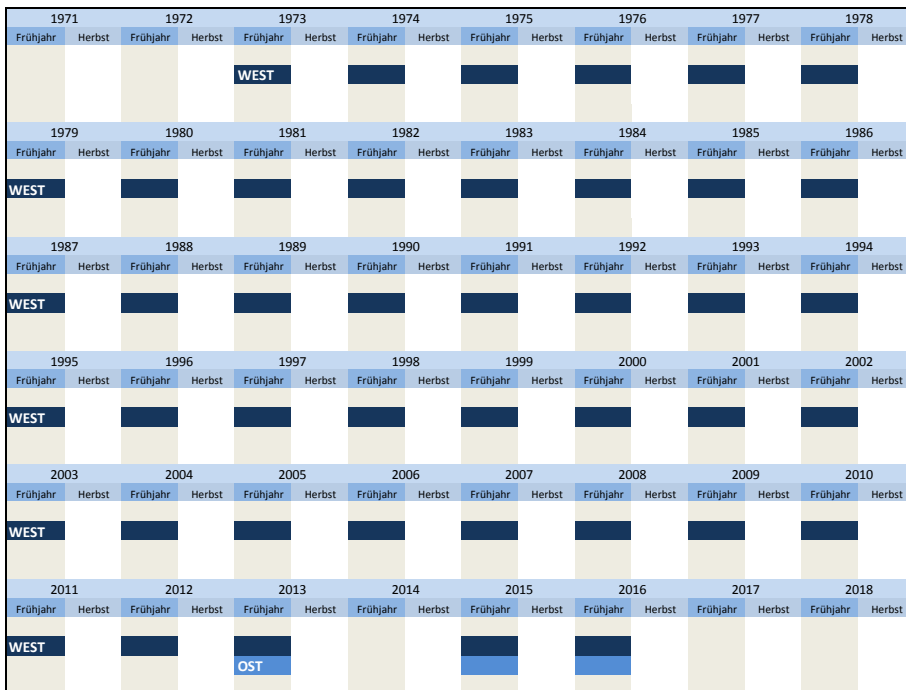 1971 1972 1973 1974 1975 1976 1977 1978
Frühjahr Herbst Frühjahr Herbst Frühjahr Herbst Frühjahr Herbst Frühjahr Herbst Frühjahr Herbst Frühjahr Herbst Frühjahr Herbst
WEST
1979 1980 1981 1982 1983 1984 1985 1986
Frühjahr Herbst Frühjahr Herbst Frühjahr Herbst Frühjahr Herbst Frühjahr Herbst Frühjahr Herbst Frühjahr Herbst Frühjahr Herbst
WEST
1987 1988 1989 1990 1991 1992 1993 1994
Frühjahr Herbst Frühjahr Herbst Frühjahr Herbst Frühjahr Herbst Frühjahr Herbst Frühjahr Herbst Frühjahr Herbst Frühjahr Herbst
WEST
1995 1996 1997 1998 1999 2000 2001 2002
Frühjahr Herbst Frühjahr Herbst Frühjahr Herbst Frühjahr Herbst Frühjahr Herbst Frühjahr Herbst Frühjahr Herbst Frühjahr Herbst
WEST
2003 2004 2005 2006 2007 2008 2009 2010
Frühjahr Herbst Frühjahr Herbst Frühjahr Herbst Frühjahr Herbst Frühjahr Herbst Frühjahr Herbst Frühjahr Herbst Frühjahr Herbst
WEST
2011 2012 2013 2014 2015 2016 2017 2018
Frühjahr Herbst Frühjahr Herbst Frühjahr Herbst Frühjahr Herbst Frühjahr Herbst Frühjahr Herbst Frühjahr Herbst Frühjahr Herbst
WEST
OST